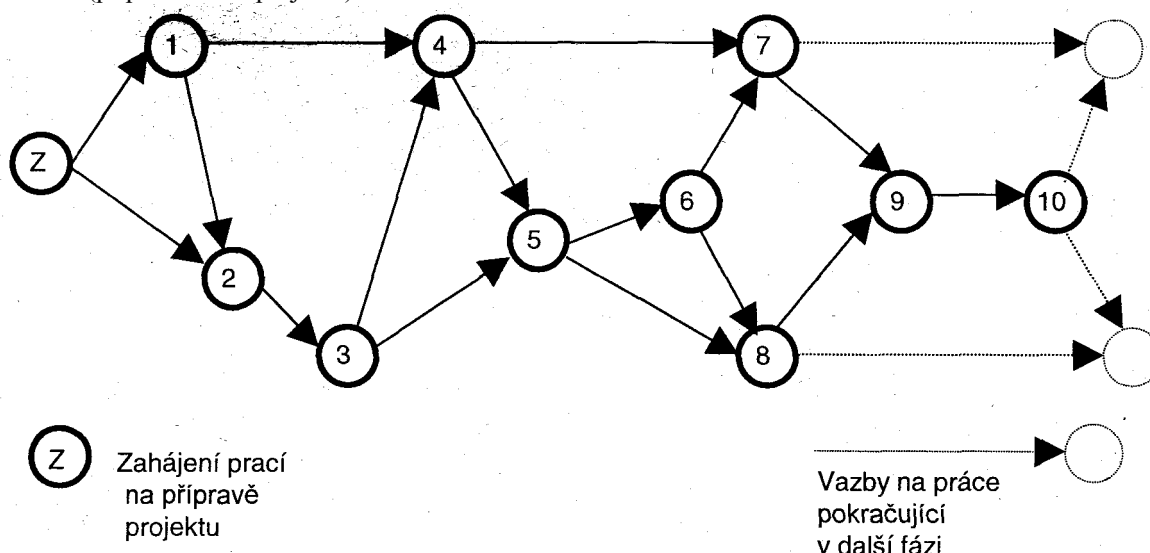 1
4
7
Z
6
9
10
5
2
3
8
Z
Zahájení prací
na přípravě
projektu
Vazby na práce
pokračující
v další fázi